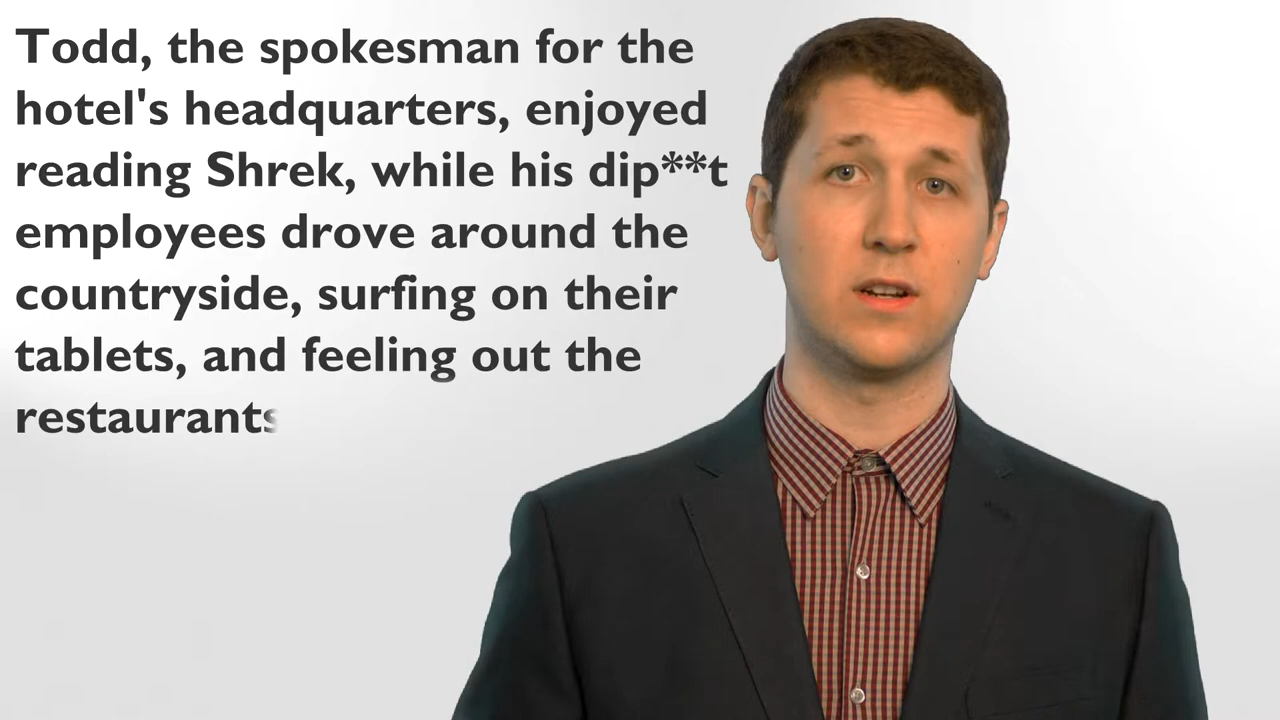 Todd, the spokesman for the
hotel's headquarters, enjoyed
reading Shrek, while his dip**t
employees drove around the
countryside, surfing on their
tablets, and feeling out the
restaurants